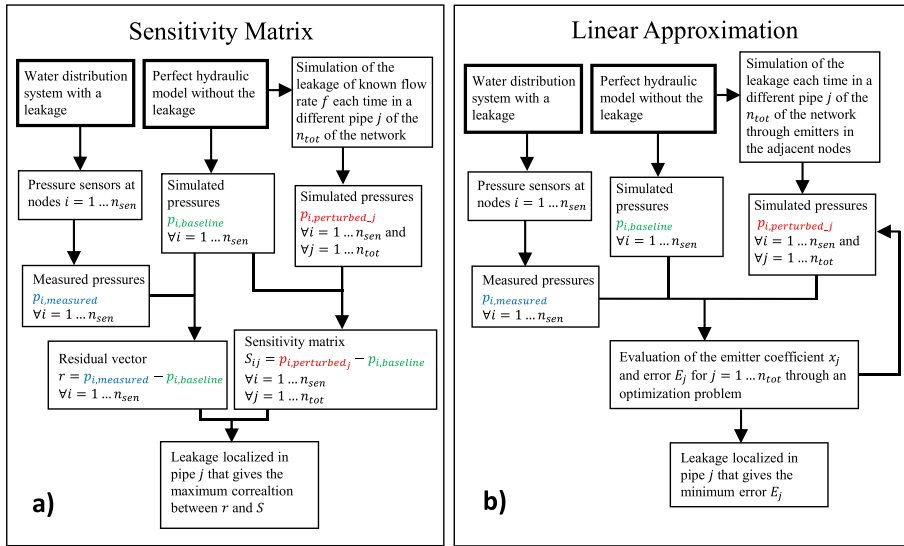 Sensitivity Matrix
Water distribution
system with a
leakage
Perfect hydraulic
model without the
leakage
Simulation of the
leakage of known flow
rate f each time in a
different pipe j of the
n_tot of the network
Pressure sensors at
nodes i = 1 … n_sen
Simulated
pressures
p_i,baseline
∀i = 1 … n_sen
Simulated pressures
p_i,perturbed_j
∀i = 1 … n_sen and
∀j = 1 … n_tot
Measured pressures
p_i,measured
∀i = 1 … n_sen
Residual vector
r = p_i,measured − p_i,baseline
∀i = 1 … n_sen
Sensitivity matrix
S_ij = p_i,perturbed_j − p_i,baseline
∀i = 1 … n_sen
∀j = 1 … n_tot
Leakage localized in
pipe j that gives the
maximum correaltion
between r and S
a)
Linear Approximation
Water distribution
system with a
leakage
Perfect hydraulic
model without the
leakage
Simulation of the
leakage each time in a
different pipe j of the
n_tot of the network
through emitters in
the adjacent nodes
Pressure sensors at
nodes i = 1 … n_sen
Simulated
pressures
p_i,baseline
∀i = 1 … n_sen
Simulated pressures
p_i,perturbed_j
∀i = 1 … n_sen and
∀j = 1 … n_tot
Measured pressures
p_i,measured
∀i = 1 … n_sen
Evaluation of the emitter coefficient x_j
and error E_j for j = 1 … n_tot through an
optimization problem
Leakage localized in
pipe j that gives the
minimum error E_j
b)